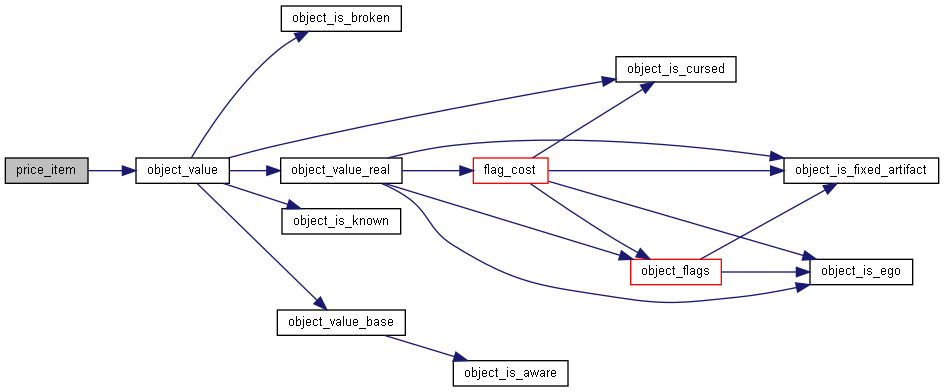 object_is_broken
object_is_cursed
price_item
object_value
object_value_real
flag_cost
object_is_fixed_artifact
object_is_known
object_flags
object_is_ego
object_value_base
object_is_aware